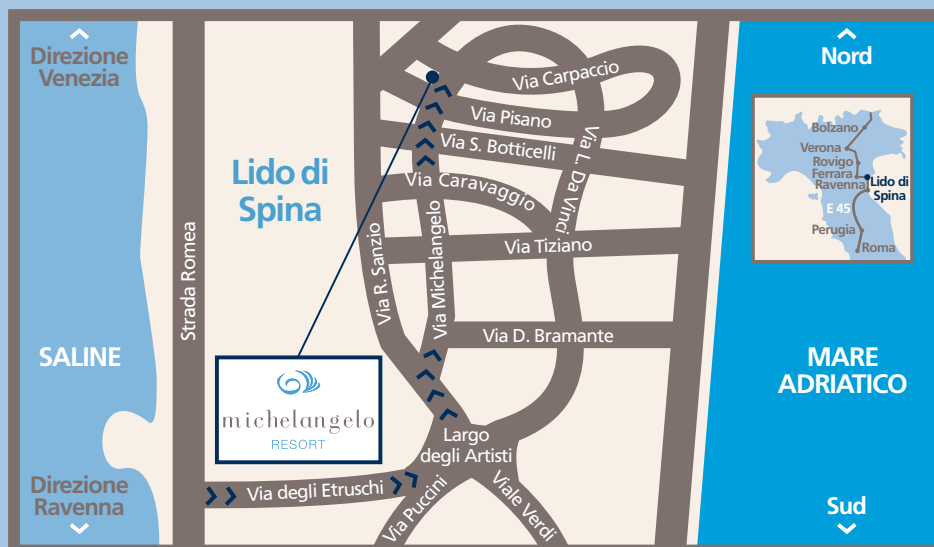 Direzione
Venezia
SALINE
Direzione
Ravenna
Strada Romea
Lido di
Spina
michelangelo
RESORT
Via degli Etruschi
Via Puccini
Viale Verdi
Largo
degli Artisti
Via R. Sanzio
Via Michelangelo
Via Carpaccio
Via Pisano
Via S. Botticelli
Via Caravaggio
Via L. Da Vinci
Via Tiziano
Via D. Bramante
Nord
Bolzano
Verona
Rovigo
Ferrara
Ravenna
Lido di
Spina
E 45
Perugia
Roma
MARE
ADRIATICO
Sud